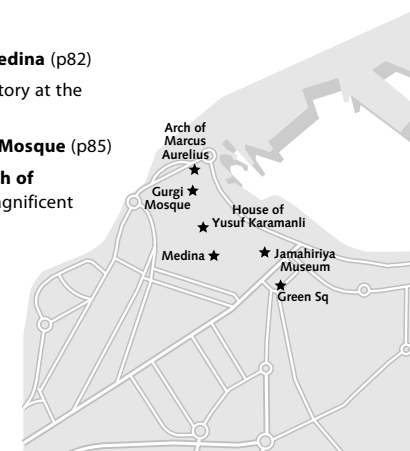 edina (p82)
tory at the
Mosque (p85)
h of
agnificent
Arch of
Marcus
Aurelius
Gurgi
Mosque
House of
Yusuf Karamanli
Medina
Jamahiriya
Museum
Green Sq